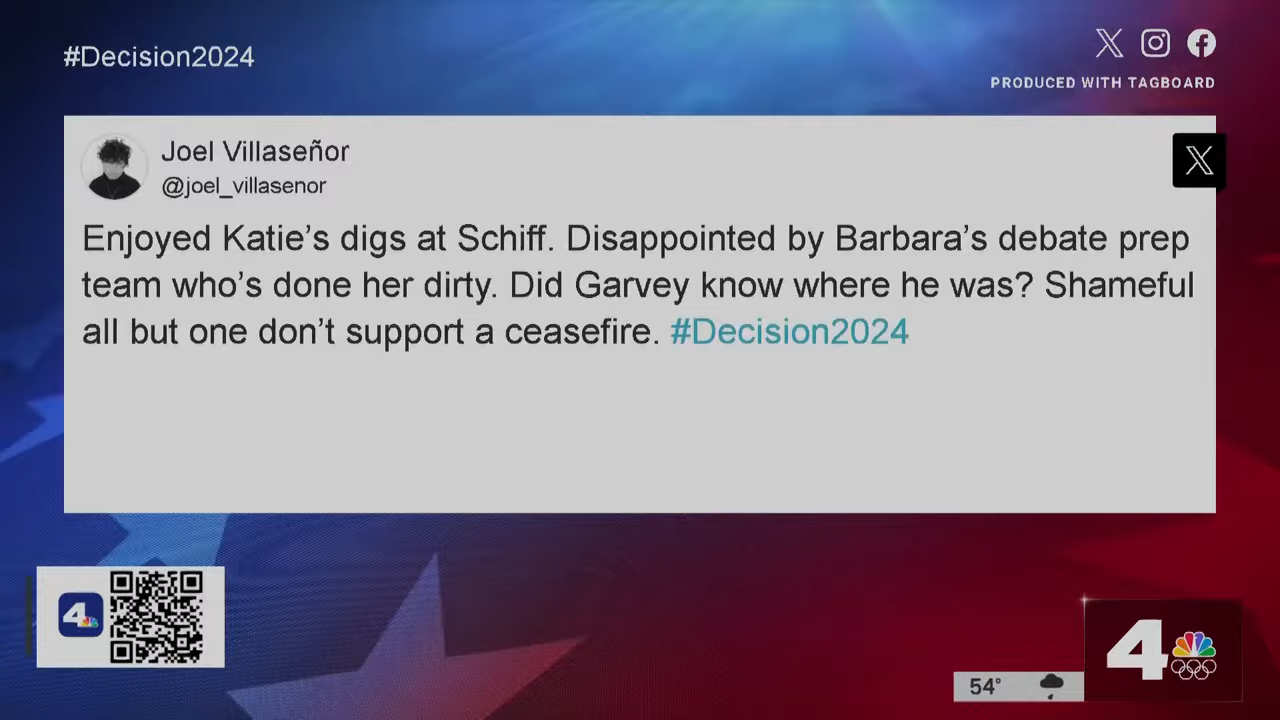 #Decision2024
PRODUCED WITH TAGBOARD
Joel Villaseñor
@joel_villasenor
Enjoyed Katie’s digs at Schiff. Disappointed by Barbara’s debate prep
team who’s done her dirty. Did Garvey know where he was? Shameful
all but one don’t support a ceasefire. #Decision2024
4
4
54°